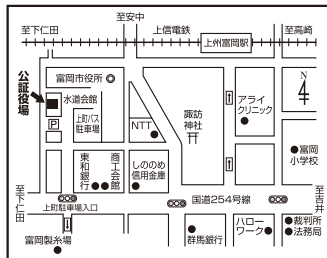 至下仁田
至安中
上信電鉄
上州富岡駅
至高崎
公証役場
富岡市役所
水道会館
P
上町バス
駐車場
NTT
諏訪
神社
アライ
クリニック
N
4
富岡
小学校
東和銀行
商工会館
しののめ
信用金庫
至下仁田
上町駐車場入口
国道254号線
至吉井
富岡製糸場
群馬銀行
ハロー
ワーク
裁判所
法務局